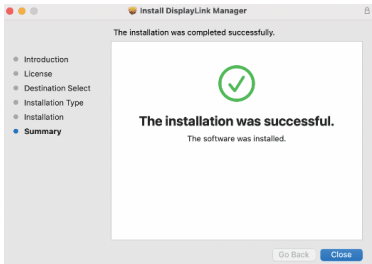 Install DisplayLink Manager
The installation was completed successfully.
Introduction
License
Destination Select
Installation Type
Installation
Summary
The installation was successful.
The software was installed.
Go Back
Close